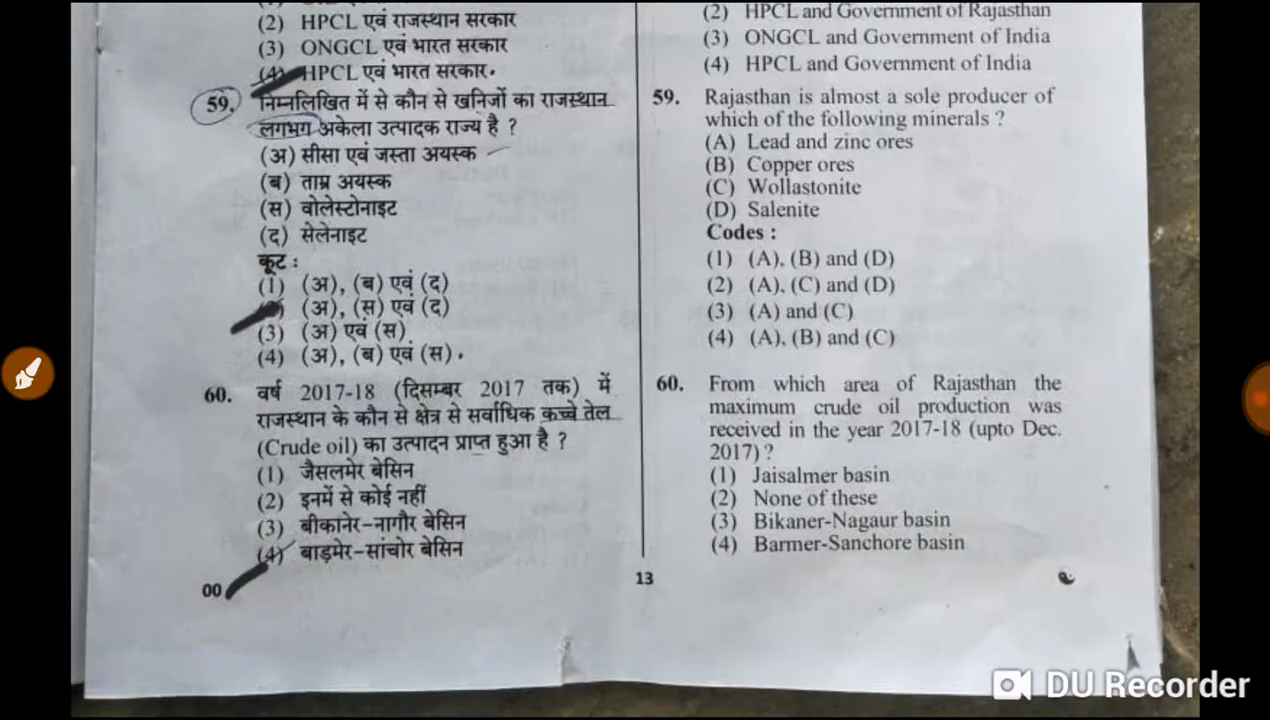 (2) HPCL एवं राजस्थान सरकार
(3) ONGCL एवं भारत सरकार
(4) HPCL एवं भारत सरकार.
59. निम्नलिखित में से कौन से खनिजों का राजस्थान
लगभग अकेला उत्पादक राज्य है ?
(अ) सीसा एवं जस्ता अयस्क
(ब) ताम्र अयस्क
(स) वोलेस्टोनाइट
(द) सेलेनाइट
कूट :
(1) (अ), (ब) एवं (द)
(अ), (स) एवं (द)
(3) (अ) एवं (स)
(4) (अ), (ब) एवं (स) .
60. वर्ष 2017-18 (दिसम्बर 2017 तक) में
राजस्थान के कौन से क्षेत्र से सर्वाधिक कच्चे तेल
(Crude oil) का उत्पादन प्राप्त हुआ है ?
(1) जैसलमेर बेसिन
(2) इनमें से कोई नहीं
(3) बीकानेर-नागौर बेसिन
(4) बाड़मेर-सांचोर बेसिन
00
(2) HPCL and Government of Rajasthan
(3) ONGCL and Government of India
(4) HPCL and Government of India
59. Rajasthan is almost a sole producer of
which of the following minerals ?
(A) Lead and zinc ores
(B) Copper ores
(C) Wollastonite
(D) Salenite
Codes :
(1) (A), (B) and (D)
(2) (A), (C) and (D)
(3) (A) and (C)
(4) (A), (B) and (C)
60. From which area of Rajasthan the
maximum crude oil production was
received in the year 2017-18 (upto Dec.
2017) ?
(1) Jaisalmer basin
(2) None of these
(3) Bikaner-Nagaur basin
(4) Barmer-Sanchore basin
13
DU Recorder